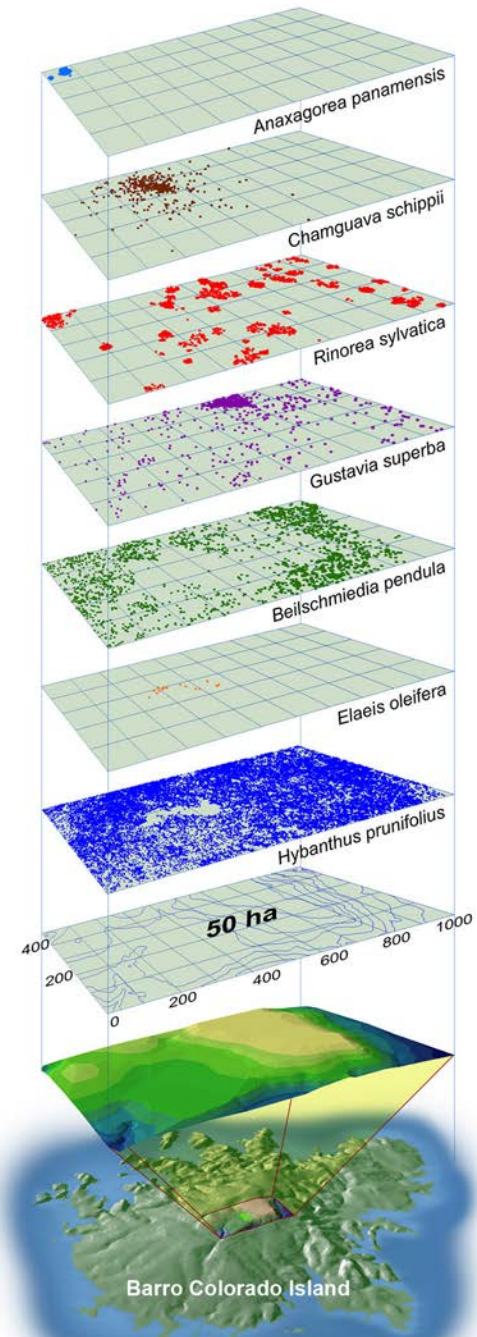 Anaxagorea panamensis
Chamguava schippii
Rinorea sylvatica
Gustavia superba
Beilschmiedia pendula
Elaeis oleifera
Hybanthus prunifolius
50 ha
400
200
0
200
400
600
800
1000
Barro Colorado Island